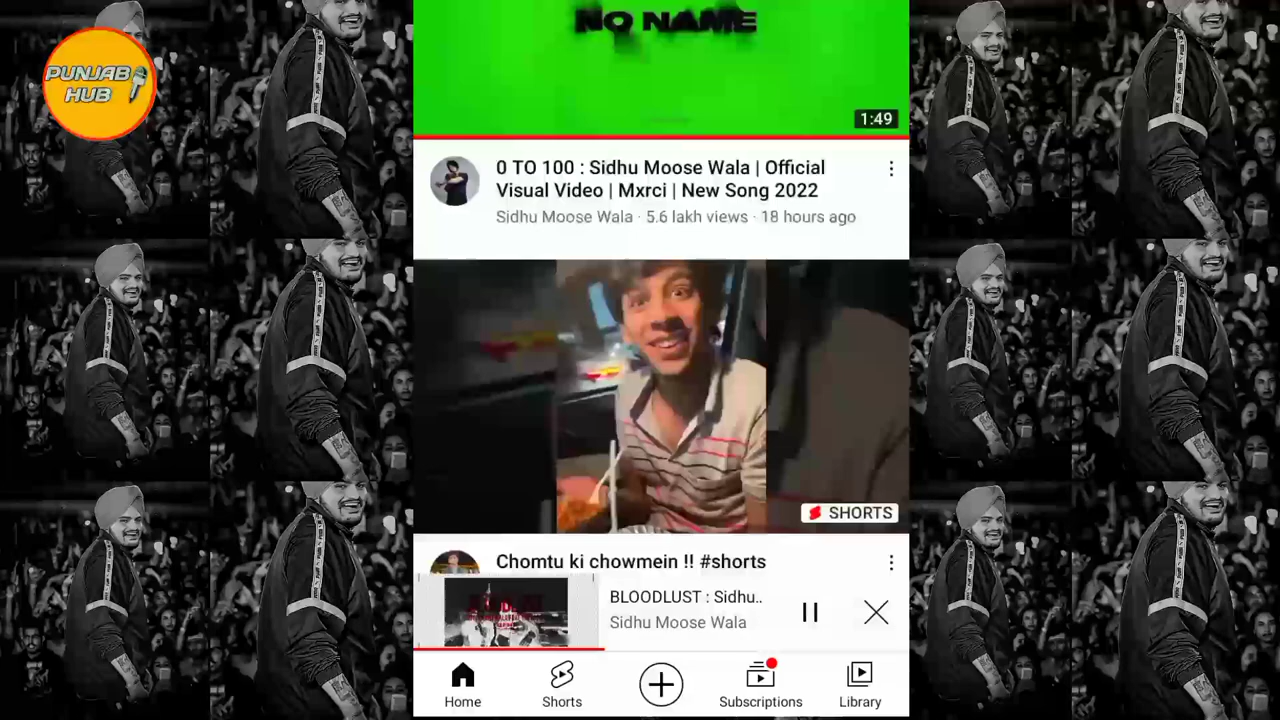 PUNJAB
HUB
NO NAME
1:49
0 TO 100 : Sidhu Moose Wala | Official
Visual Video | Mxrci | New Song 2022
Sidhu Moose Wala · 5.6 lakh views · 18 hours ago
SHORTS
Chomtu ki chowmein !! #shorts
BLOODLUST : Sidhu..
Sidhu Moose Wala
Home
Shorts
Subscriptions
Library